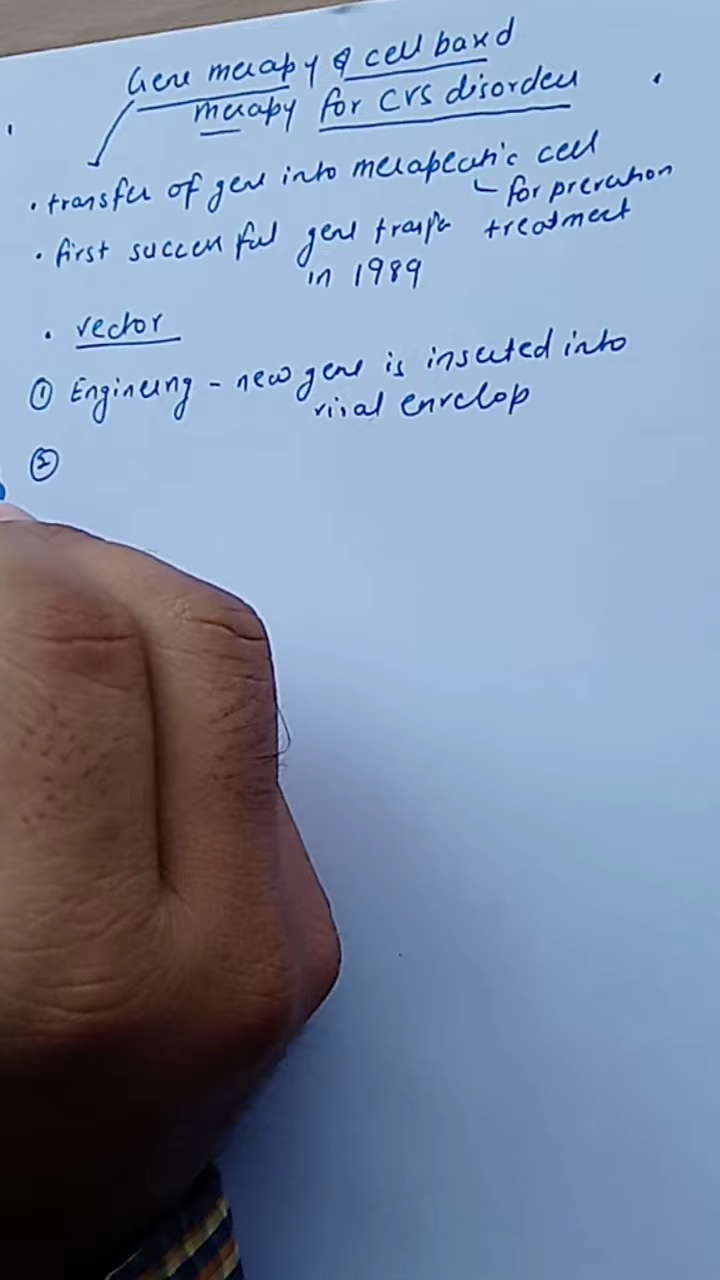 Gene therapy & cell based
therapy for CVS disorder
• transfer of gene into therapeutic cell
for prevention
• first successful gene transfer treatment
in 1989
• vector
① Engineering - new gene is inserted into
viral envelop
②